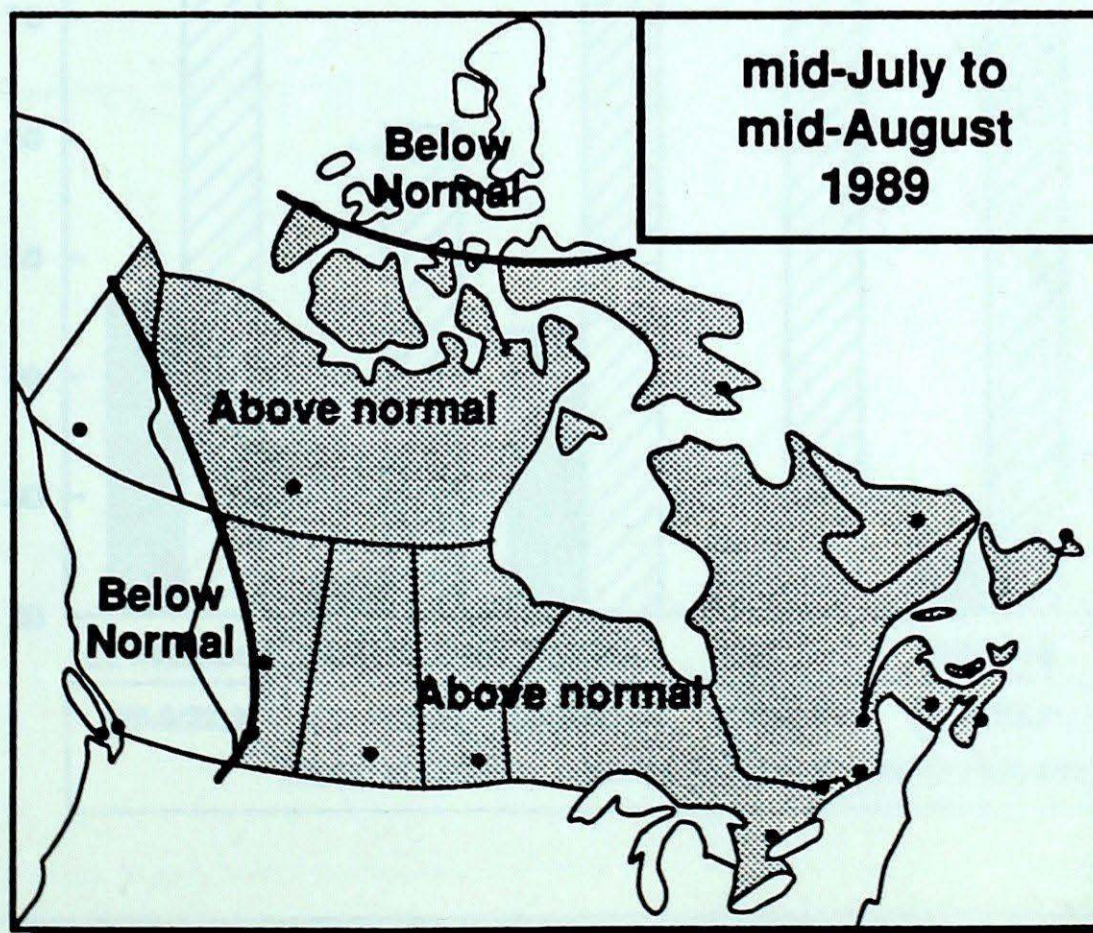 mid-July to
mid-August
1989
Below
Normal
Above normal
Below
Normal
Above normal